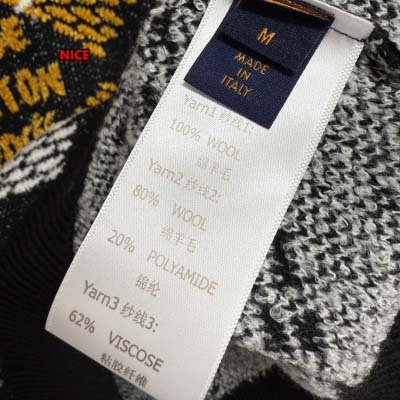 NICE
TON
M
MADE
IN
ITALY
Yarn1 纱线1:
100% WOOL
绵羊毛
Yarn2 纱线2:
80% WOOL
绵羊毛
20% POLYAMIDE
锦纶
Yarn3 纱线3:
62% VISCOSE
粘胶纤维